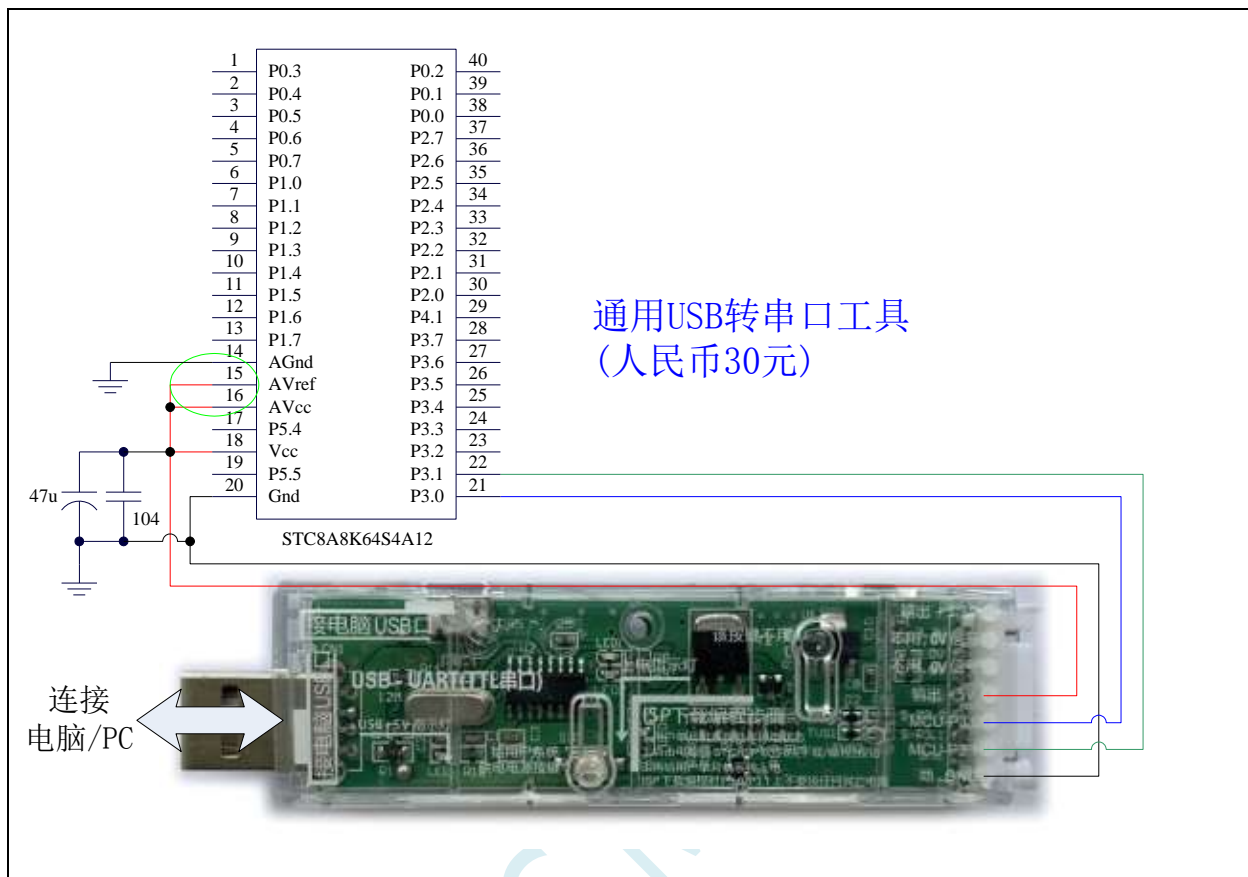 1 P0.3 P0.2 40
2 P0.4 P0.1 39
3 P0.5 P0.0 38
4 P0.6 P2.7 37
5 P0.7 P2.6 36
6 P1.0 P2.5 35
7 P1.1 P2.4 34
8 P1.2 P2.3 33
9 P1.3 P2.2 32
10 P1.4 P2.1 31
11 P1.5 P2.0 30
12 P1.6 P4.1 29
13 P1.7 P3.7 28
14 AGnd P3.6 27
15 AVref P3.5 26
16 AVcc P3.4 25
17 P5.4 P3.3 24
18 Vcc P3.2 23
19 P5.5 P3.1 22
20 Gnd P3.0 21
通用USB转串口工具
(人民币30元)
47u
104
STC8A8K64S4A12
接电脑USB口
USB - UART(TTL串口)
连接
电脑/PC
输出
输出
MCU-P3
MCU-P3